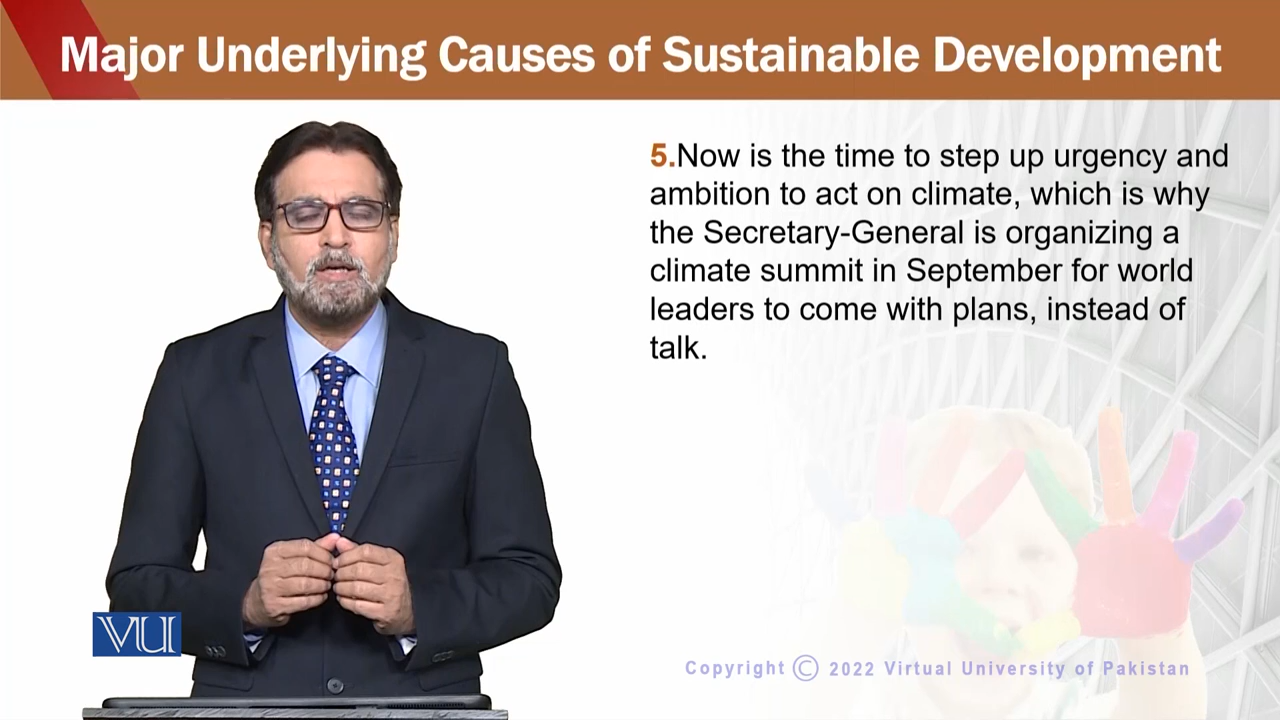 Major Underlying Causes of Sustainable Development
5.Now is the time to step up urgency and
ambition to act on climate, which is why
the Secretary-General is organizing a
climate summit in September for world
leaders to come with plans, instead of
talk.
VU
Copyright © 2022 Virtual University of Pakistan